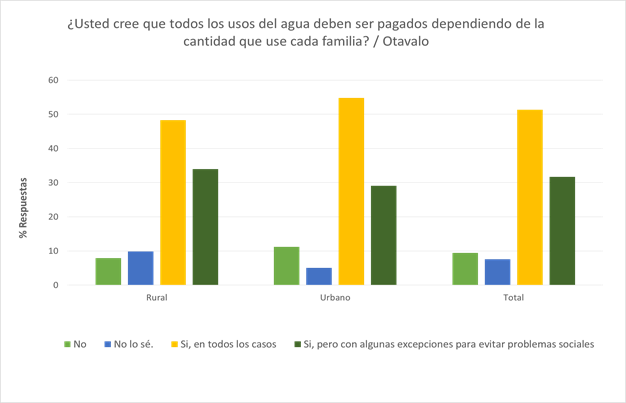 ¿Usted cree que todos los usos del agua deben ser pagados dependiendo de la
cantidad que use cada familia? / Otavalo
60
50
40
30
20
10
0
% Respuestas
Rural
Urbano
Total
No
No lo sé.
Si, en todos los casos
Si, pero con algunas excepciones para evitar problemas sociales